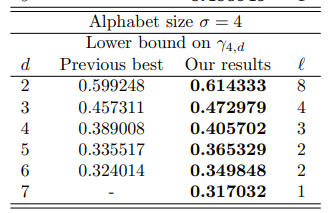 Alphabet size σ = 4
Lower bound on γ4,d
d Previous best Our results ℓ
2 0.599248 0.614333 8
3 0.457311 0.472979 4
4 0.389008 0.405702 3
5 0.335517 0.365329 2
6 0.324014 0.349848 2
7 - 0.317032 1